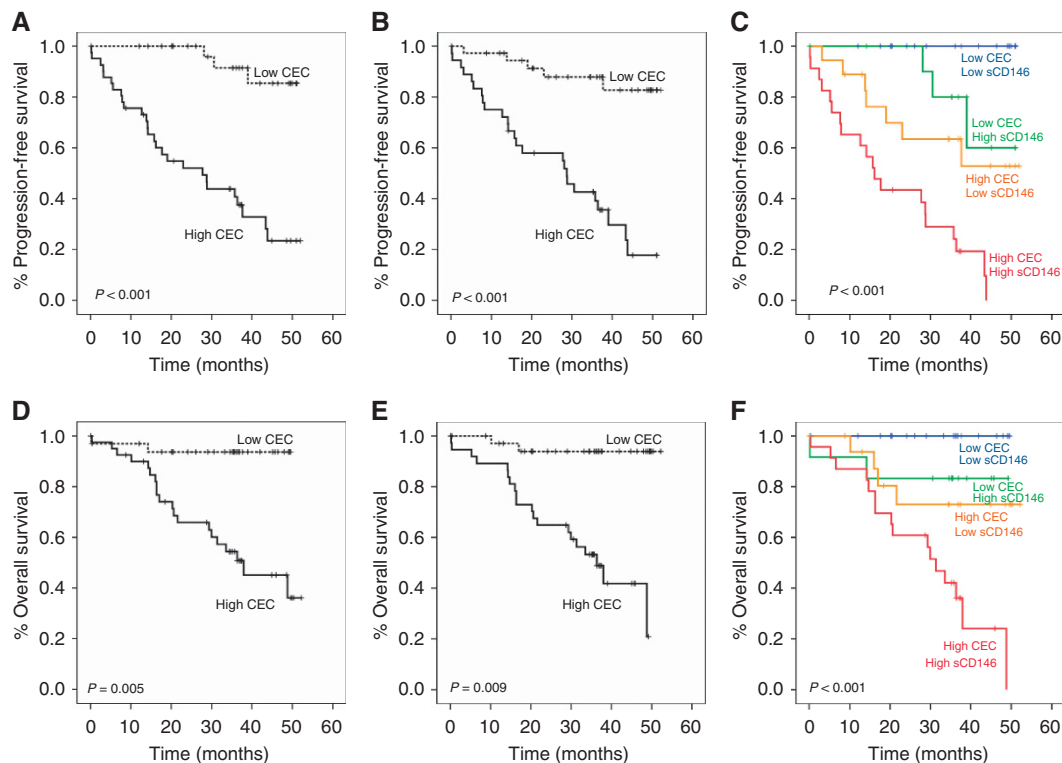 A
% Progression-free survival
1.0
0.8
0.6
0.4
0.2
0.0
Low CEC
High CEC
P < 0.001
0 10 20 30 40 50 60
Time (months)
B
% Progression-free survival
1.0
0.8
0.6
0.4
0.2
0.0
Low CEC
High CEC
P < 0.001
0 10 20 30 40 50 60
Time (months)
C
% Progression-free survival
1.0
0.8
0.6
0.4
0.2
0.0
Low CEC
Low sCD146
Low CEC
High sCD146
High CEC
Low sCD146
High CEC
High sCD146
P < 0.001
0 10 20 30 40 50 60
Time (months)
D
% Overall survival
1.0
0.8
0.6
0.4
0.2
0.0
Low CEC
High CEC
P = 0.005
0 10 20 30 40 50 60
Time (months)
E
% Overall survival
1.0
0.8
0.6
0.4
0.2
0.0
Low CEC
High CEC
P = 0.009
0 10 20 30 40 50 60
Time (months)
F
% Overall survival
1.0
0.8
0.6
0.4
0.2
0.0
Low CEC
Low sCD146
Low CEC
High sCD146
High CEC
Low sCD146
High CEC
High sCD146
P < 0.001
0 10 20 30 40 50 60
Time (months)